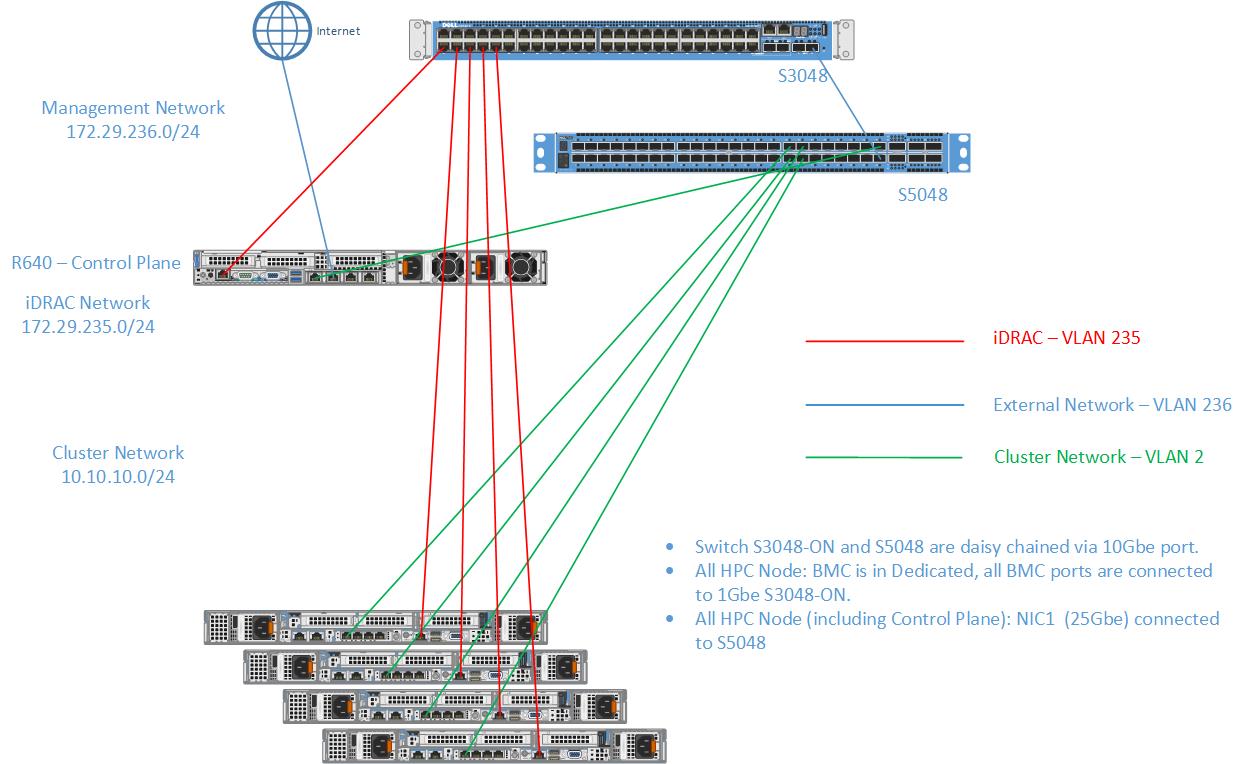 Internet
DELL
S3048
Management Network
172.29.236.0/24
S5048
R640 – Control Plane
iDRAC Network
172.29.235.0/24
iDRAC – VLAN 235
External Network – VLAN 236
Cluster Network – VLAN 2
Cluster Network
10.10.10.0/24
• Switch S3048-ON and S5048 are daisy chained via 10Gbe port.
• All HPC Node: BMC is in Dedicated, all BMC ports are connected
to 1Gbe S3048-ON.
• All HPC Node (including Control Plane): NIC1 (25Gbe) connected
to S5048